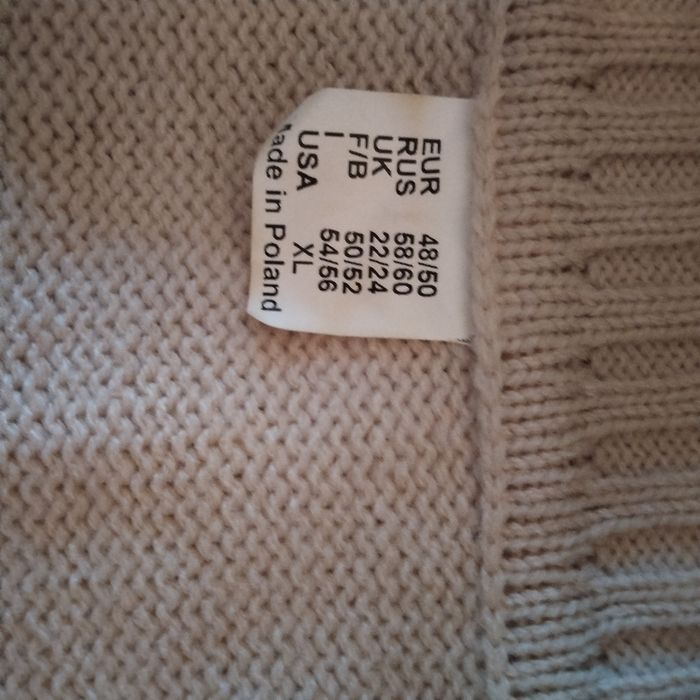 EUR 48/50
RUS 58/60
UK 22/24
F/B 50/52
I 54/56
USA XL
Made in Poland